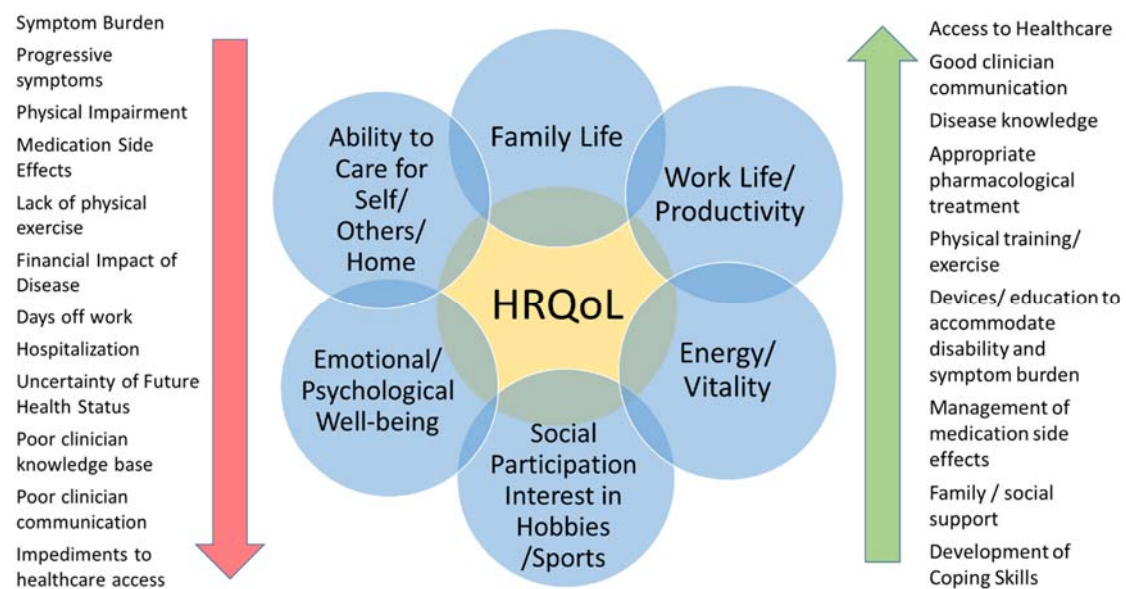 Symptom Burden
Progressive
symptoms
Physical Impairment
Medication Side
Effects
Lack of physical
exercise
Financial Impact of
Disease
Days off work
Hospitalization
Uncertainty of Future
Health Status
Poor clinician
knowledge base
Poor clinician
communication
Impediments to
healthcare access
Family Life
Ability to
Care for
Self/
Others/
Home
Work Life/
Productivity
HRQoL
Emotional/
Psychological
Well-being
Energy/
Vitality
Social
Participation
Interest in
Hobbies
/Sports
Access to Healthcare
Good clinician
communication
Disease knowledge
Appropriate
pharmacological
treatment
Physical training/
exercise
Devices/ education to
accommodate
disability and
symptom burden
Management of
medication side
effects
Family / social
support
Development of
Coping Skills